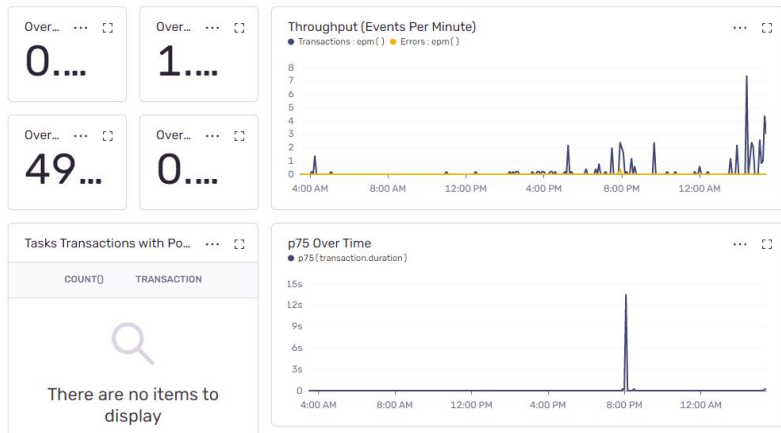 Over... ...
0....
Over... ...
1....
Over... ...
49...
Over... ...
0....
Throughput (Events Per Minute) ...
Transactions : epm() Errors : epm()
8
7
6
5
4
3
2
1
0
4:00 AM 8:00 AM 12:00 PM 4:00 PM 8:00 PM 12:00 AM
Tasks Transactions with Po... ...
COUNT() TRANSACTION
There are no items to
display
p75 Over Time ...
p75(transaction.duration)
15s
12s
9s
6s
3s
0
4:00 AM 8:00 AM 12:00 PM 4:00 PM 8:00 PM 12:00 AM